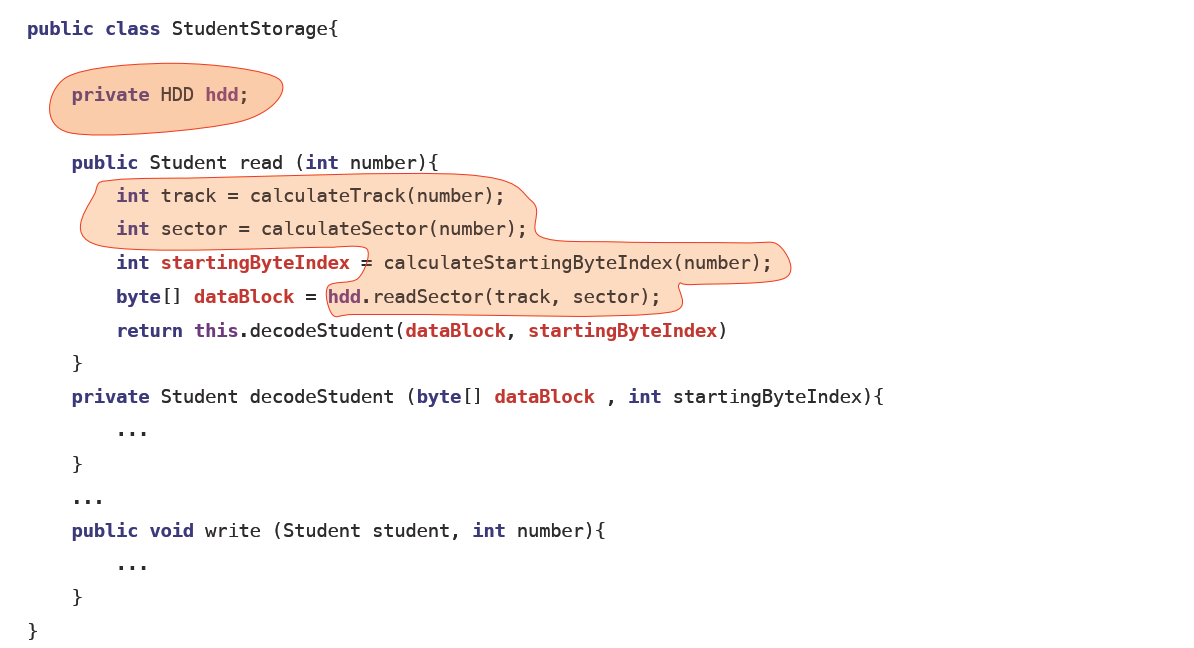 public class StudentStorage{
private HDD hdd;
public Student read (int number){
int track = calculateTrack(number);
int sector = calculateSector(number);
int startingByteIndex = calculateStartingByteIndex(number);
byte[] dataBlock = hdd.readSector(track, sector);
return this.decodeStudent(dataBlock, startingByteIndex)
}
private Student decodeStudent (byte[] dataBlock , int startingByteIndex){
...
}
...
public void write (Student student, int number){
...
}
}